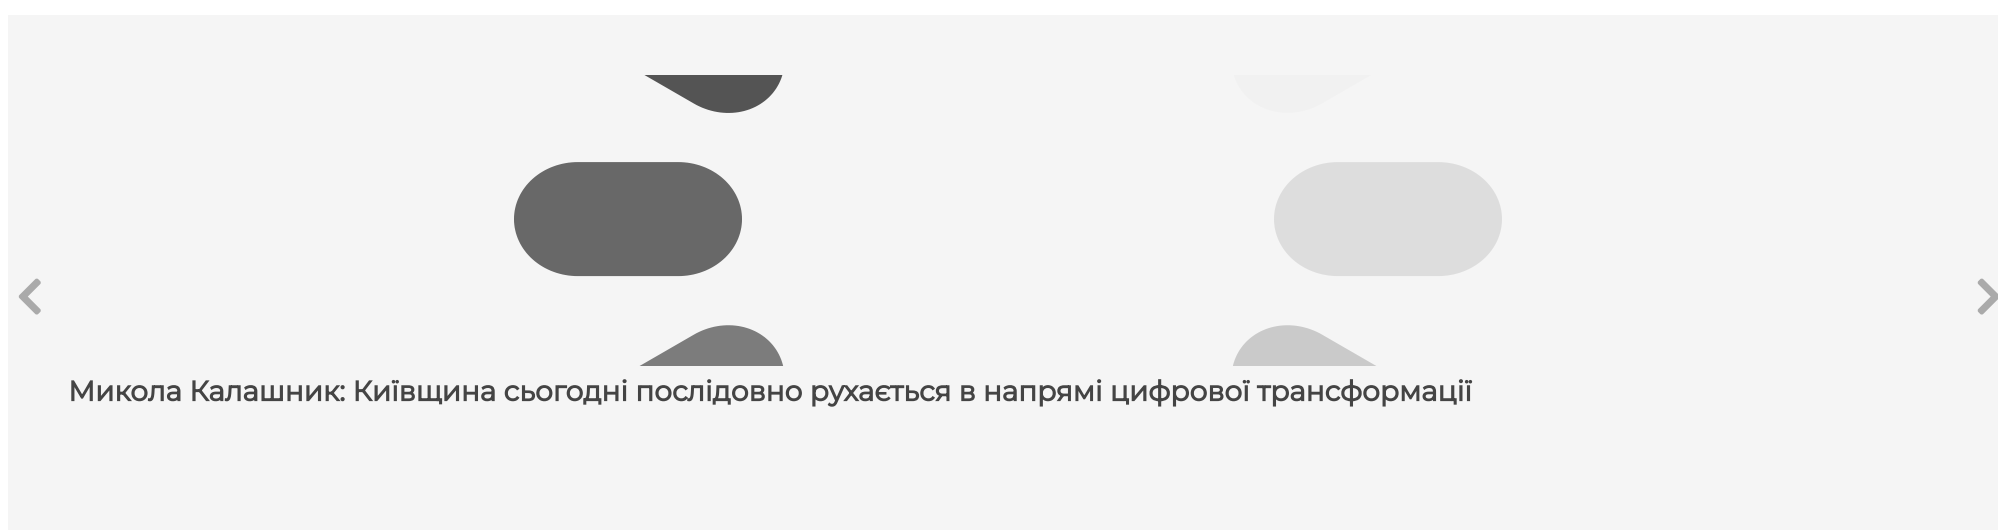 Микола Калашник: Київщина сьогодні послідовно рухається в напрямі цифрової трансформації